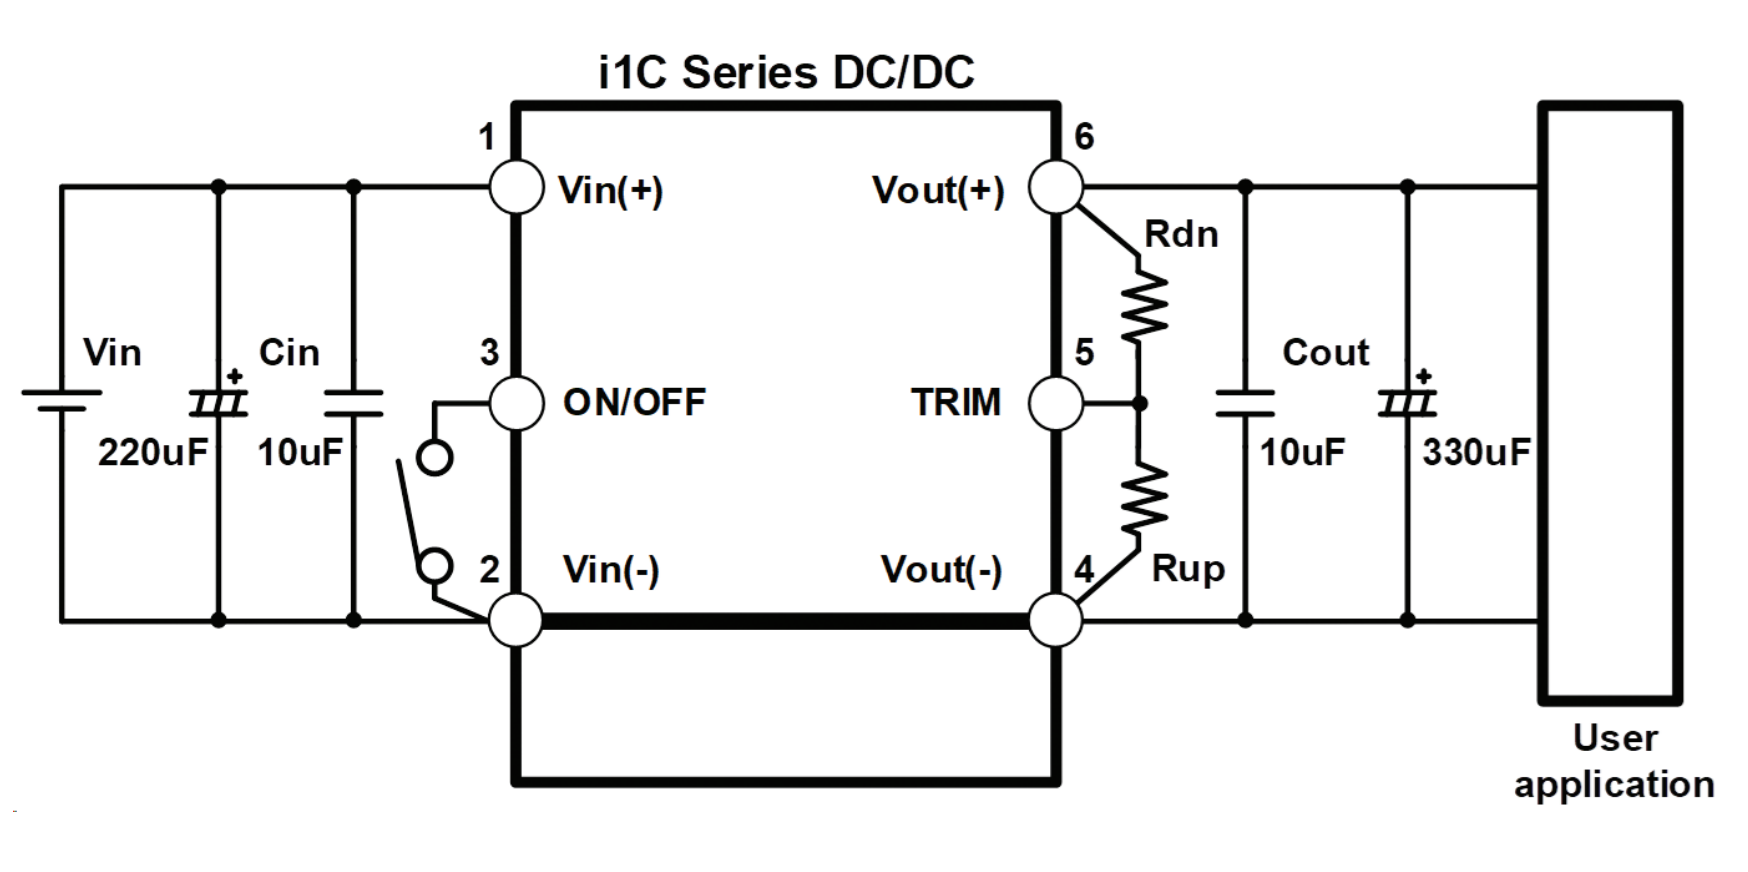 i1C Series DC/DC
1
6
Vin(+)
Vout(+)
Rdn
Vin
+
Cin
3
5
Cout
+
ON/OFF
TRIM
220uF
10uF
10uF
330uF
2
Vin(-)
Vout(-)
4
Rup
User
application